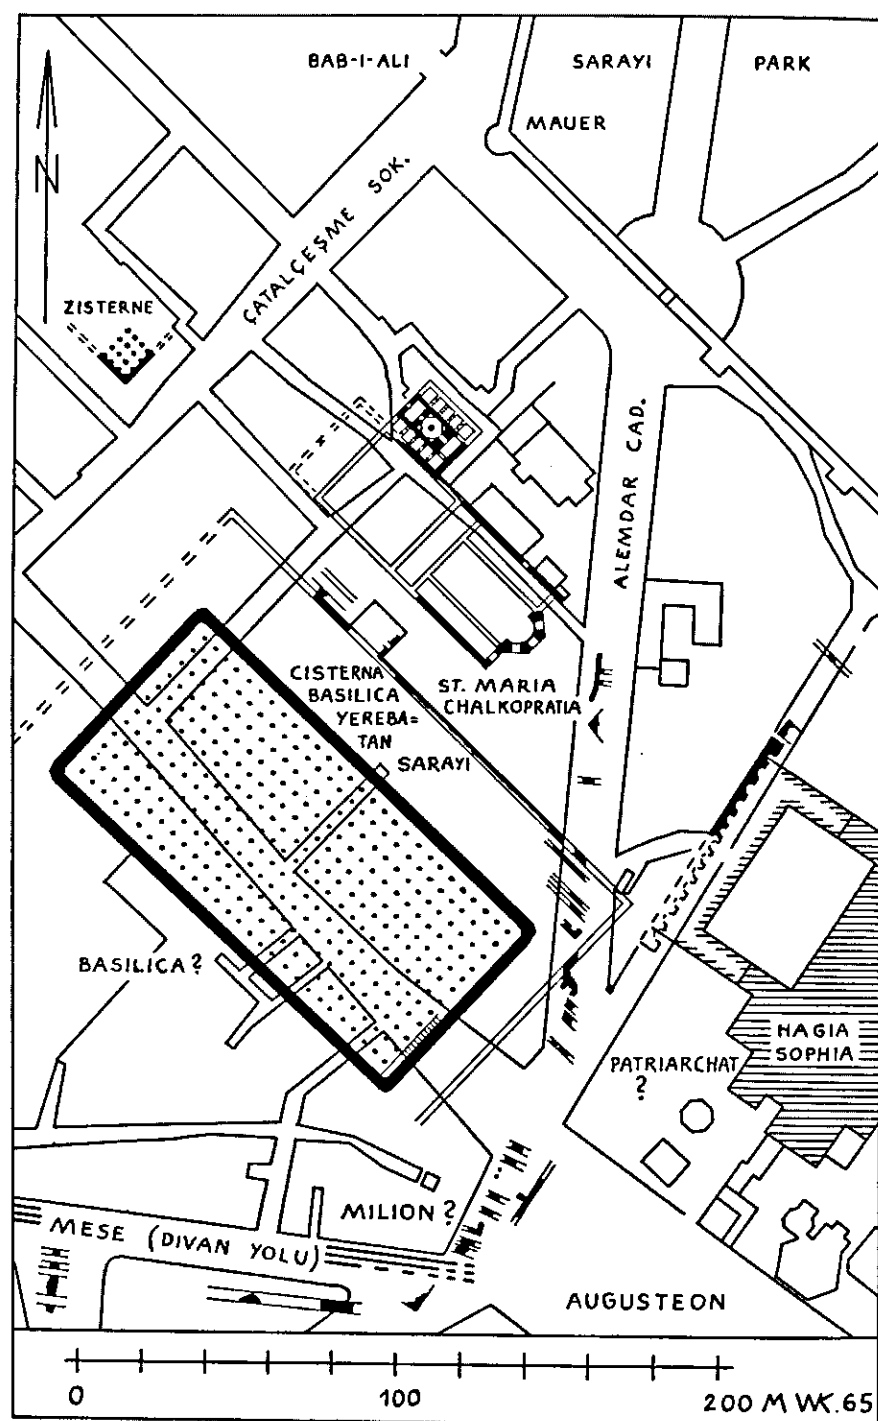 BAB-I-ALI
SARAYI
PARK
MAUER
N
ÇATALÇEŞME SOK.
ZISTERNE
ALEMDAR CAD.
CISTERNA
BASILICA
YEREBA=
TAN
SARAYI
ST. MARIA
CHALKOPRATIA
BASILICA?
HAGIA
SOPHIA
PATRIARCHAT
?
MILION?
MESE (DIVAN YOLU)
AUGUSTEON
0 100 200 M WK.65